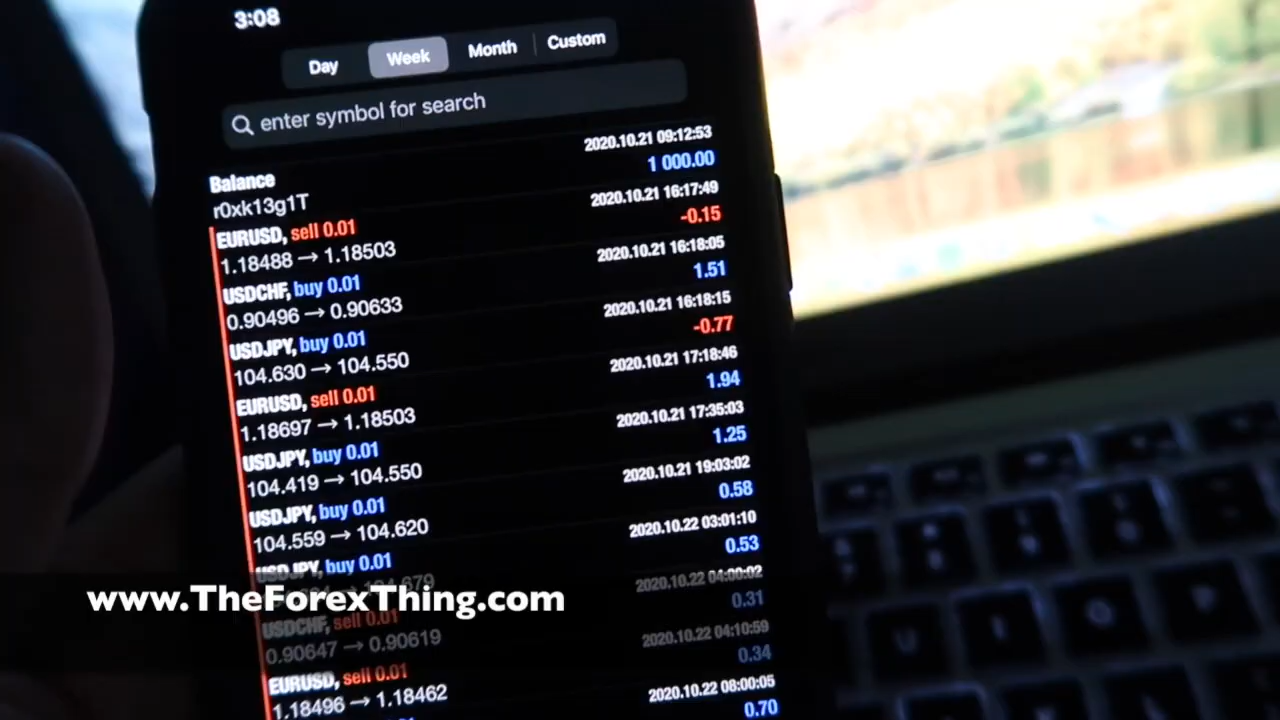 3:08
Day Week Month Custom
enter symbol for search
2020.10.21 09:12:53
Balance 1 000.00
r0xk13g1T 2020.10.21 16:17:49
EURUSD, sell 0.01 -0.15
1.18488 → 1.18503 2020.10.21 16:18:05
USDCHF, buy 0.01 1.51
0.90496 → 0.90633 2020.10.21 16:18:15
USDJPY, buy 0.01 -0.77
104.630 → 104.550 2020.10.21 17:18:46
EURUSD, sell 0.01 1.94
1.18697 → 1.18503 2020.10.21 17:35:03
USDJPY, buy 0.01 1.25
104.419 → 104.550 2020.10.21 19:03:02
USDJPY, buy 0.01 0.58
104.559 → 104.620 2020.10.22 03:01:10
USDJPY, buy 0.01 0.53
→ 104.679 2020.10.22 04:00:02
www.TheForexThing.com
USDCHF, sell 0.01 0.31
0.90647 → 0.90619 2020.10.22 04:10:59
EURUSD, sell 0.01 0.34
1.18496 → 1.18462 2020.10.22 08:00:05
0.70